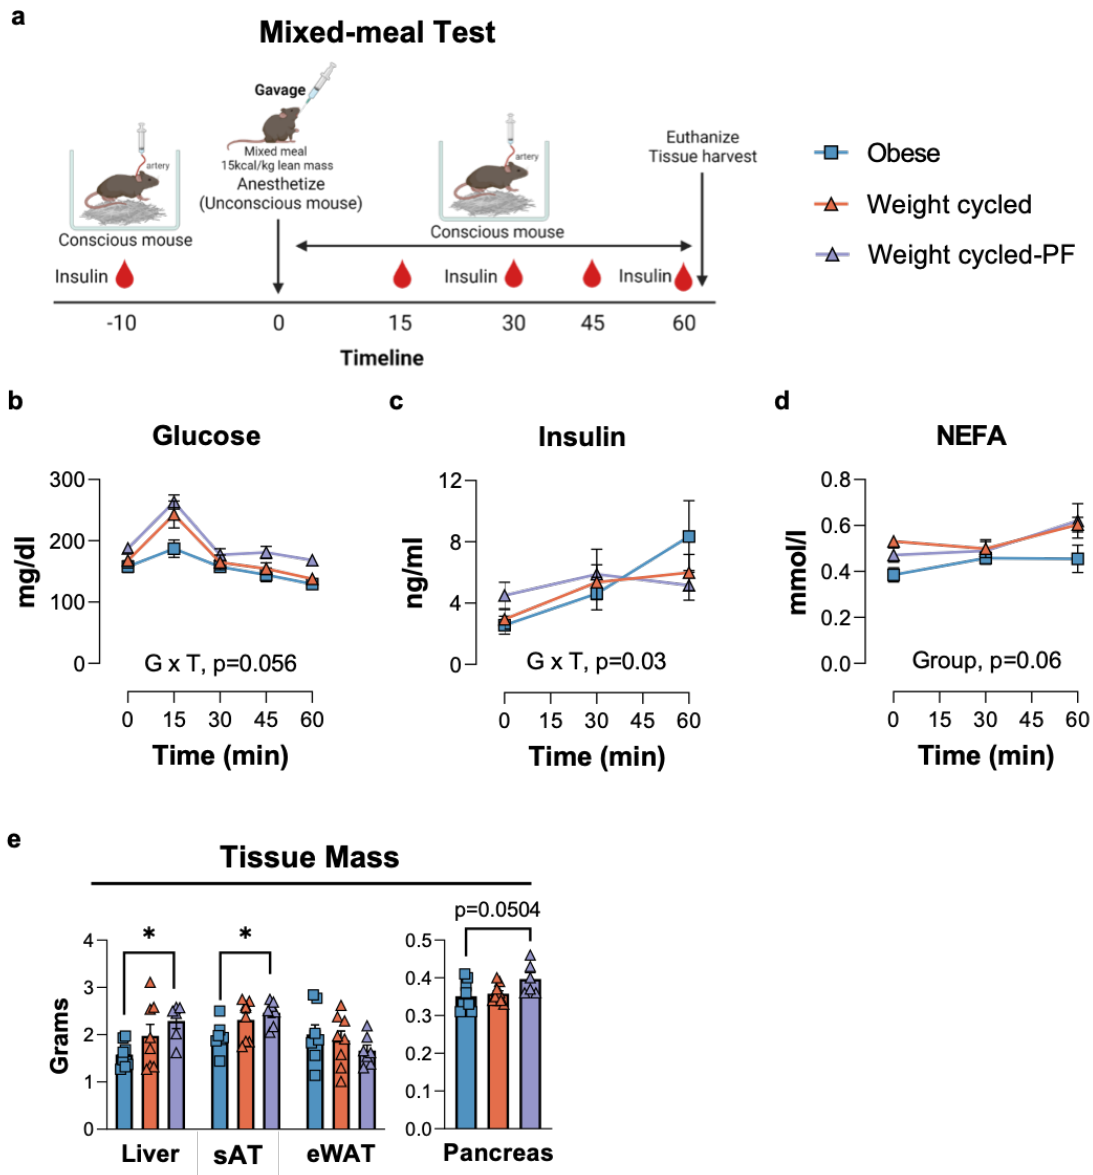 a
Mixed-meal Test
Gavage
artery
Mixed meal
15kcal/kg lean mass
Anesthetize
(Unconscious mouse)
Conscious mouse
artery
Conscious mouse
Euthanize
Tissue harvest
Insulin
Insulin
Insulin
-10 0 15 30 45 60
Timeline
Obese
Weight cycled
Weight cycled-PF
b
Glucose
mg/dl
300
200
100
0
G x T, p=0.056
0 15 30 45 60
Time (min)
c
Insulin
ng/ml
12
8
4
0
G x T, p=0.03
0 15 30 45 60
Time (min)
d
NEFA
mmol/l
0.8
0.6
0.4
0.2
0.0
Group, p=0.06
0 15 30 45 60
Time (min)
e
Tissue Mass
Grams
4
3
2
1
0
*
*
Liver sAT eWAT
p=0.0504
0.5
0.4
0.3
0.2
0.1
0.0
Pancreas